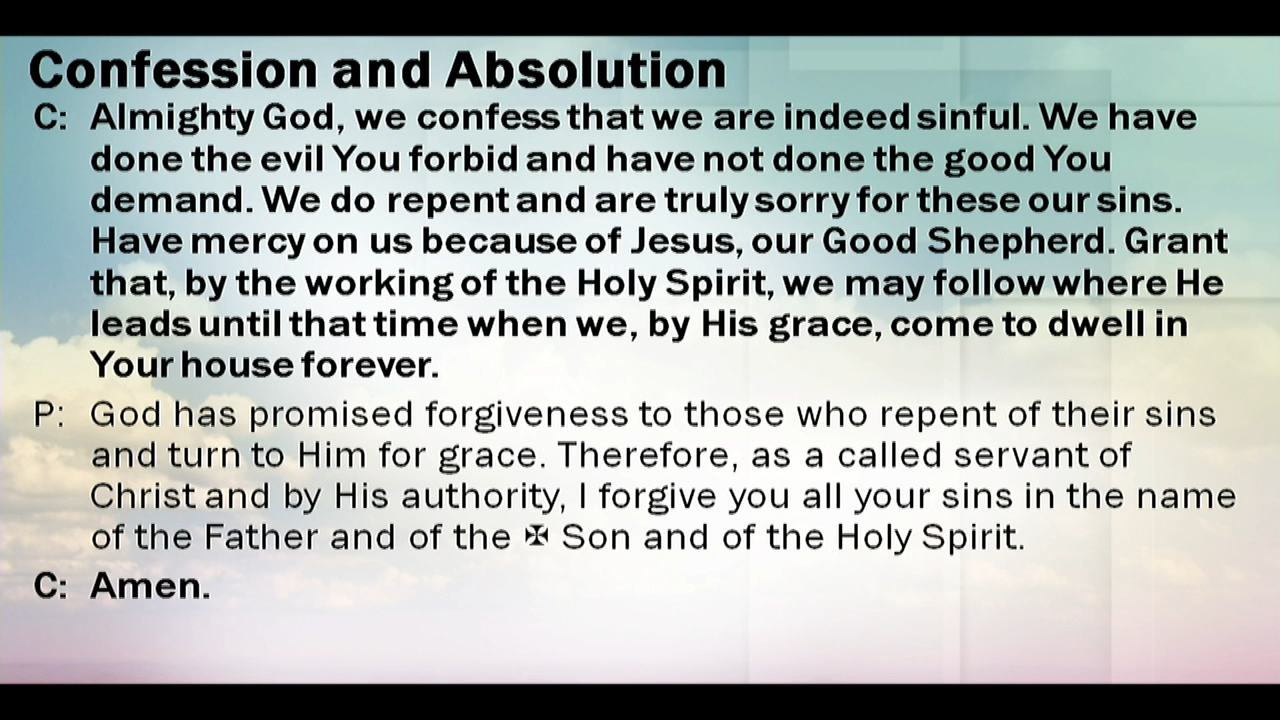 Confession and Absolution
C: Almighty God, we confess that we are indeed sinful. We have
done the evil You forbid and have not done the good You
demand. We do repent and are truly sorry for these our sins.
Have mercy on us because of Jesus, our Good Shepherd. Grant
that, by the working of the Holy Spirit, we may follow where He
leads until that time when we, by His grace, come to dwell in
Your house forever.
P: God has promised forgiveness to those who repent of their sins
and turn to Him for grace. Therefore, as a called servant of
Christ and by His authority, I forgive you all your sins in the name
of the Father and of the ✠ Son and of the Holy Spirit.
C: Amen.